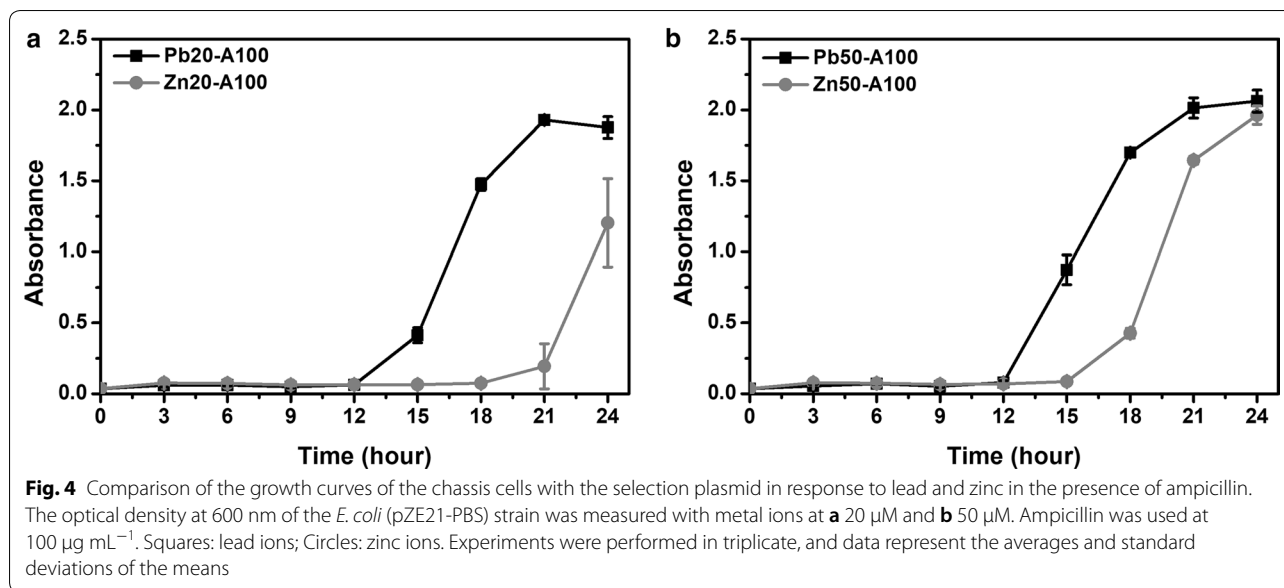 a
Pb20-A100
Zn20-A100
2.5
2.0
1.5
1.0
0.5
0.0
Absorbance
0 3 6 9 12 15 18 21 24
Time (hour)
b
Pb50-A100
Zn50-A100
2.5
2.0
1.5
1.0
0.5
0.0
Absorbance
0 3 6 9 12 15 18 21 24
Time (hour)
Fig. 4 Comparison of the growth curves of the chassis cells with the selection plasmid in response to lead and zinc in the presence of ampicillin.
The optical density at 600 nm of the E. coli (pZE21-PBS) strain was measured with metal ions at a 20 µM and b 50 µM. Ampicillin was used at
100 µg mL⁻¹. Squares: lead ions; Circles: zinc ions. Experiments were performed in triplicate, and data represent the averages and standard
deviations of the means